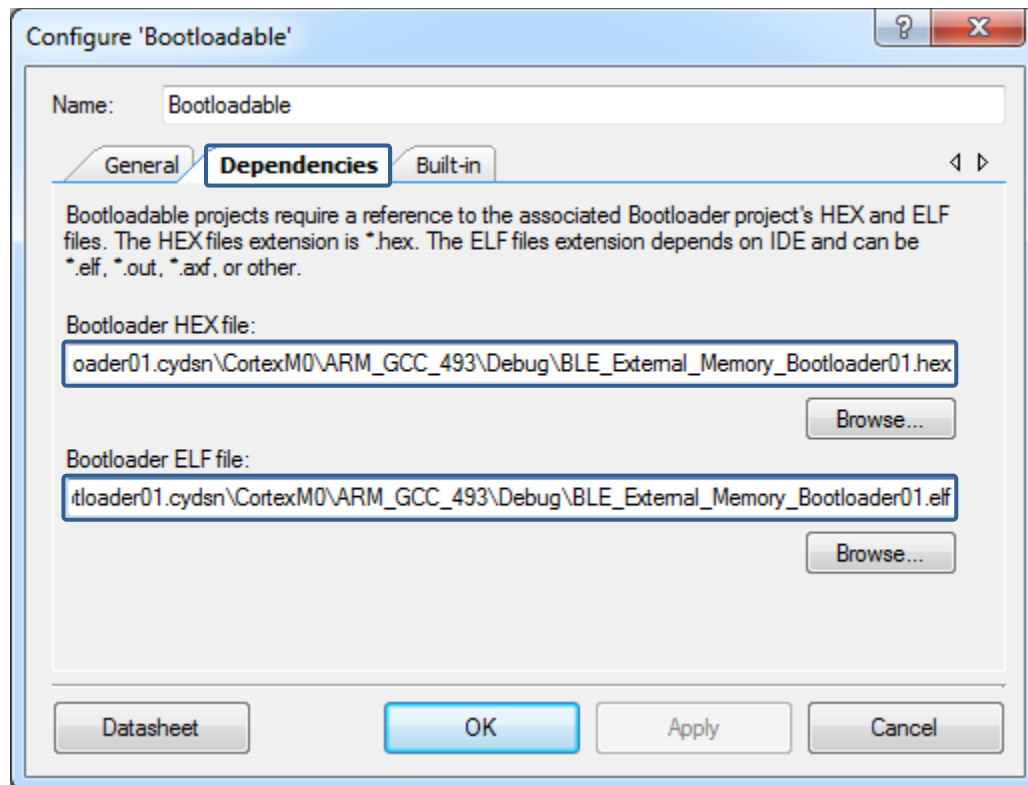 Configure 'Bootloadable'
Name: Bootloadable
General Dependencies Built-in
Bootloadable projects require a reference to the associated Bootloader project's HEX and ELF
files. The HEX files extension is *.hex. The ELF files extension depends on IDE and can be
*.elf, *.out, *.axf, or other.
Bootloader HEX file:
oader01.cydsn\CortexM0\ARM_GCC_493\Debug\BLE_External_Memory_Bootloader01.hex
Browse...
Bootloader ELF file:
tloader01.cydsn\CortexM0\ARM_GCC_493\Debug\BLE_External_Memory_Bootloader01.elf
Browse...
Datasheet OK Apply Cancel